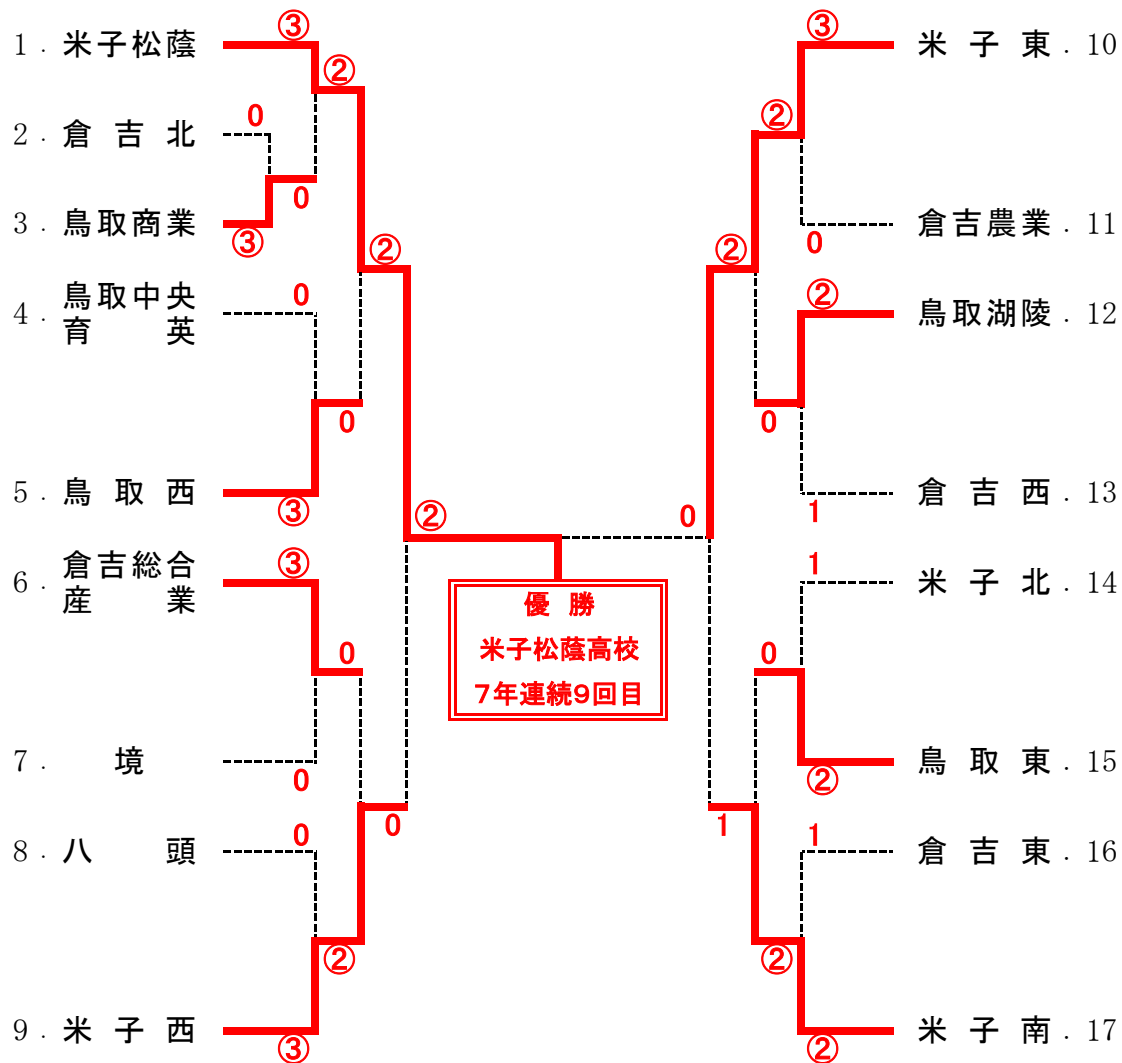 ③
1 . 米子松蔭
②
0
2 . 倉吉北
0
3 . 鳥取商業
③
②
0
4 . 鳥取中央
育英
0
5 . 鳥取西
③
②
③
6 . 倉吉総合
産業
0
7 . 境
0
0
8 . 八頭
0
②
9 . 米子西
③
優 勝
米子松蔭高校
7年連続9回目
③
米子東 . 10
②
倉吉農業 . 11
0
②
②
鳥取湖陵 . 12
0
倉吉西 . 13
1
0
1
米子北 . 14
0
鳥取東 . 15
②
1
1
倉吉東 . 16
②
米子南 . 17
②